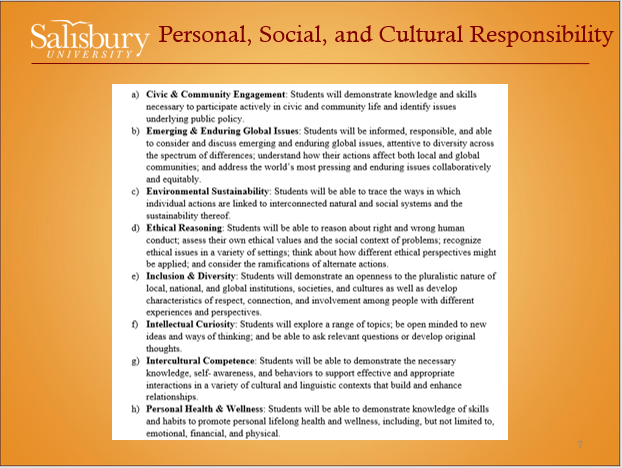 Salisbury
UNIVERSITY
Personal, Social, and Cultural Responsibility
a) Civic & Community Engagement: Students will demonstrate knowledge and skills
necessary to participate actively in civic and community life and identify issues
underlying public policy.
b) Emerging & Enduring Global Issues: Students will be informed, responsible, and able
to consider and discuss emerging and enduring global issues, attentive to diversity across
the spectrum of differences; understand how their actions affect both local and global
communities; and address the world's most pressing and enduring issues collaboratively
and equitably.
c) Environmental Sustainability: Students will be able to trace the ways in which
individual actions are linked to interconnected natural and social systems and the
sustainability thereof.
d) Ethical Reasoning: Students will be able to reason about right and wrong human
conduct; assess their own ethical values and the social context of problems; recognize
ethical issues in a variety of settings; think about how different ethical perspectives might
be applied; and consider the ramifications of alternate actions.
e) Inclusion & Diversity: Students will demonstrate an openness to the pluralistic nature of
local, national, and global institutions, societies, and cultures as well as develop
characteristics of respect, connection, and involvement among people with different
experiences and perspectives.
f) Intellectual Curiosity: Students will explore a range of topics; be open minded to new
ideas and ways of thinking; and be able to ask relevant questions or develop original
thoughts.
g) Intercultural Competence: Students will be able to demonstrate the necessary
knowledge, self- awareness, and behaviors to support effective and appropriate
interactions in a variety of cultural and linguistic contexts that build and enhance
relationships.
h) Personal Health & Wellness: Students will be able to demonstrate knowledge of skills
and habits to promote personal lifelong health and wellness, including, but not limited to,
emotional, financial, and physical.
7